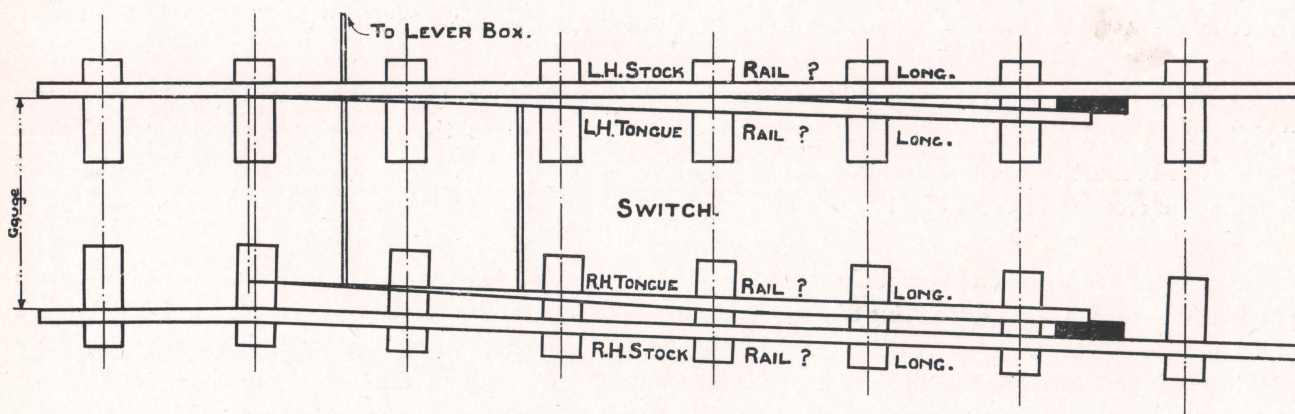 To Lever Box.
L.H. Stock Rail ? Long.
L.H. Tongue Rail ? Long.
Gauge
Switch.
R.H. Tongue Rail ? Long.
R.H. Stock Rail ? Long.